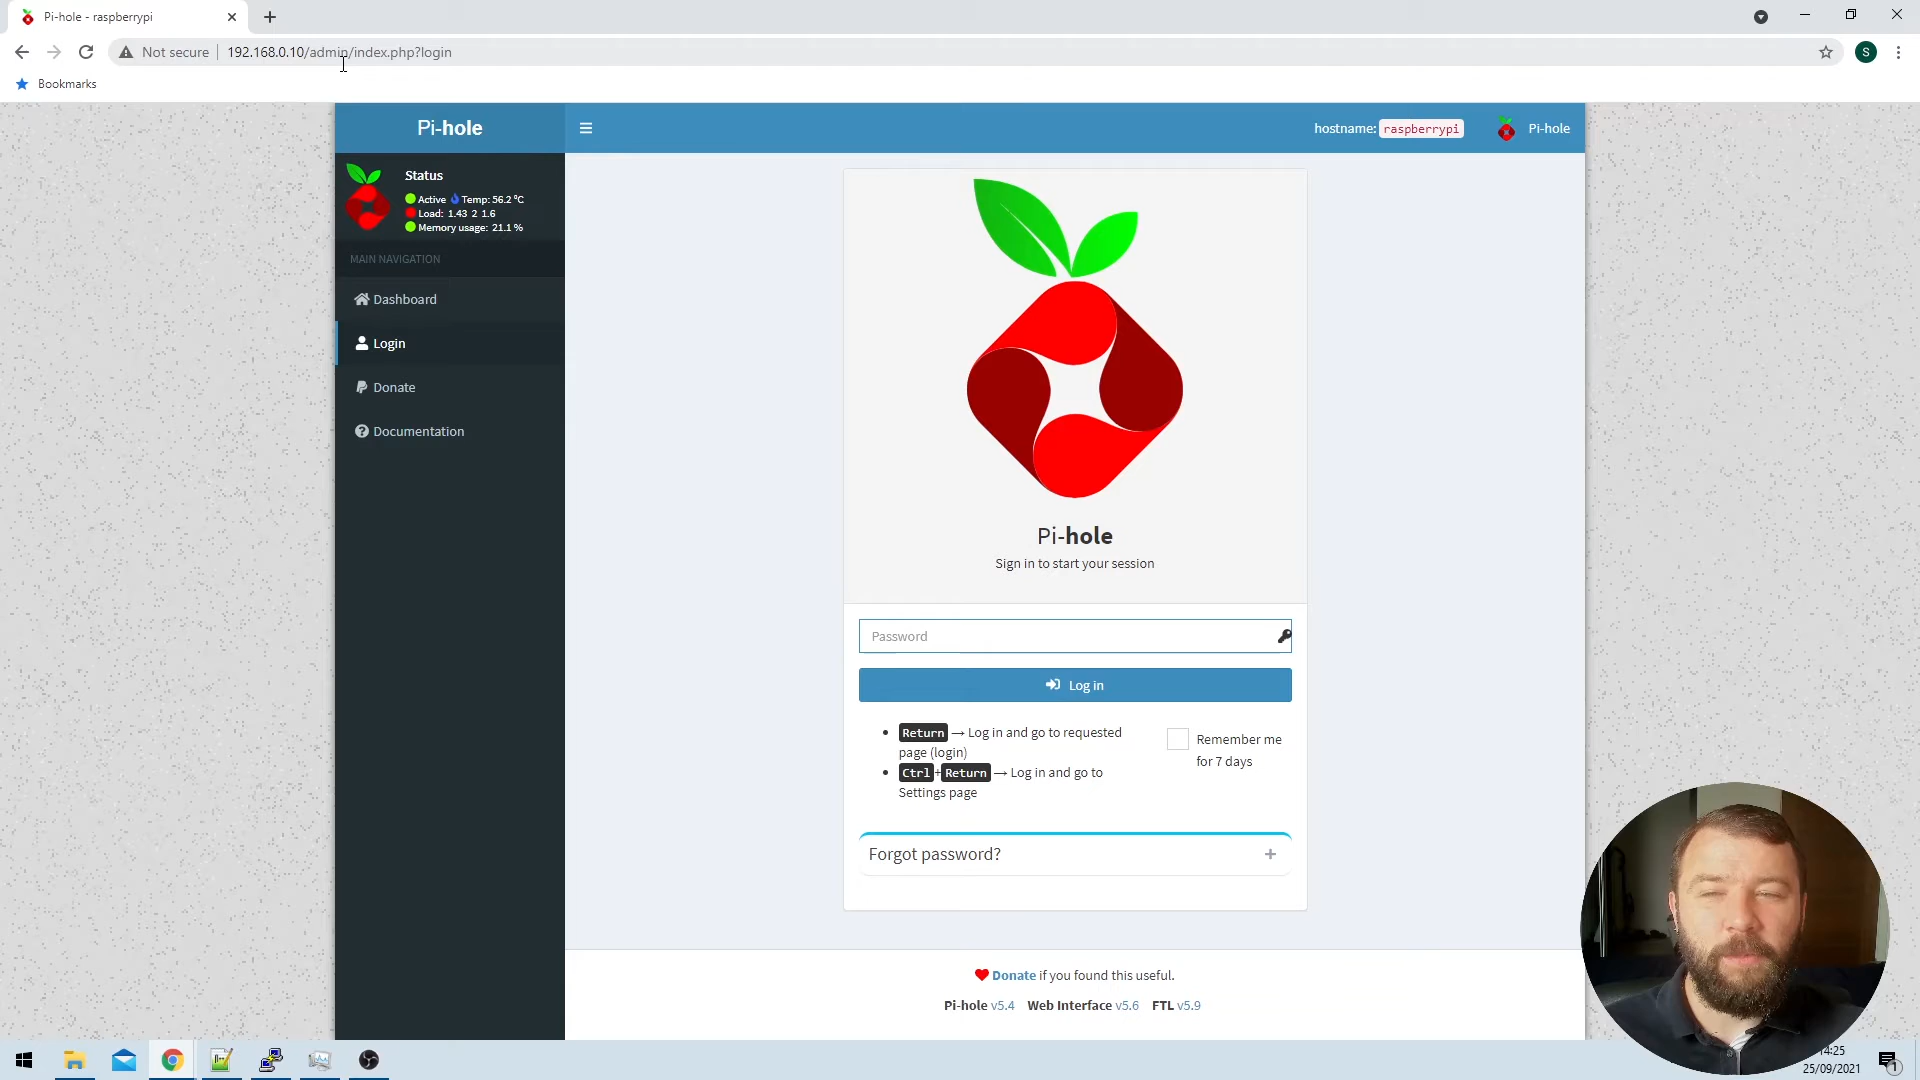 Pi-hole - raspberrypi
Not secure
192.168.0.10/admin/index.php?login
S
Bookmarks
Pi-hole
hostname: raspberrypi
Pi-hole
Status
Active Temp: 56.2 °C
Load: 1.43 2 1.6
Memory usage: 21.1 %
MAIN NAVIGATION
Dashboard
Login
Donate
Documentation
Pi-hole
Sign in to start your session
Password
Log in
Return → Log in and go to requested
page (login)
Ctrl+Return → Log in and go to
Settings page
Remember me
for 7 days
Forgot password?
Donate if you found this useful.
Pi-hole v5.4 Web Interface v5.6 FTL v5.9
14:25
25/09/2021
1